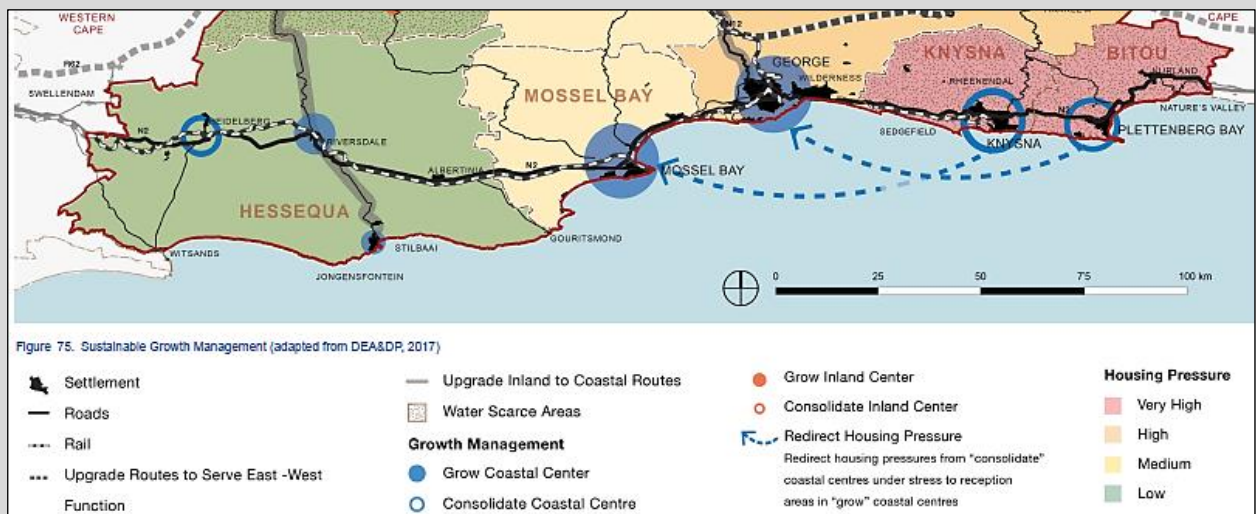 WESTERN
CAPE
R62
SWELLENDAM
N2
HEIDELBERG
RIVERSDALE
ALBERTINIA
N2
HESSEQUA
WITSANDS
STILBAAI
JONGENSFONTEIN
GOURITSMOND
MOSSEL BAY
MOSSEL BAY
N12
GEORGE
WILDERNESS
KNYSNA
BITOU
CAPE
RHEENENDAL
KURLAND
NATURE'S VALLEY
SEDGEFIELD
N2
KNYSNA
PLETTENBERG BAY
0 25 50 75 100 km
Figure 75. Sustainable Growth Management (adapted from DEA&DP, 2017)
Settlement
Roads
Rail
Upgrade Routes to Serve East -West
Function
Upgrade Inland to Coastal Routes
Water Scarce Areas
Growth Management
Grow Coastal Center
Consolidate Coastal Centre
Grow Inland Center
Consolidate Inland Center
Redirect Housing Pressure
Redirect housing pressures from "consolidate"
coastal centres under stress to reception
areas in "grow" coastal centres
Housing Pressure
Very High
High
Medium
Low